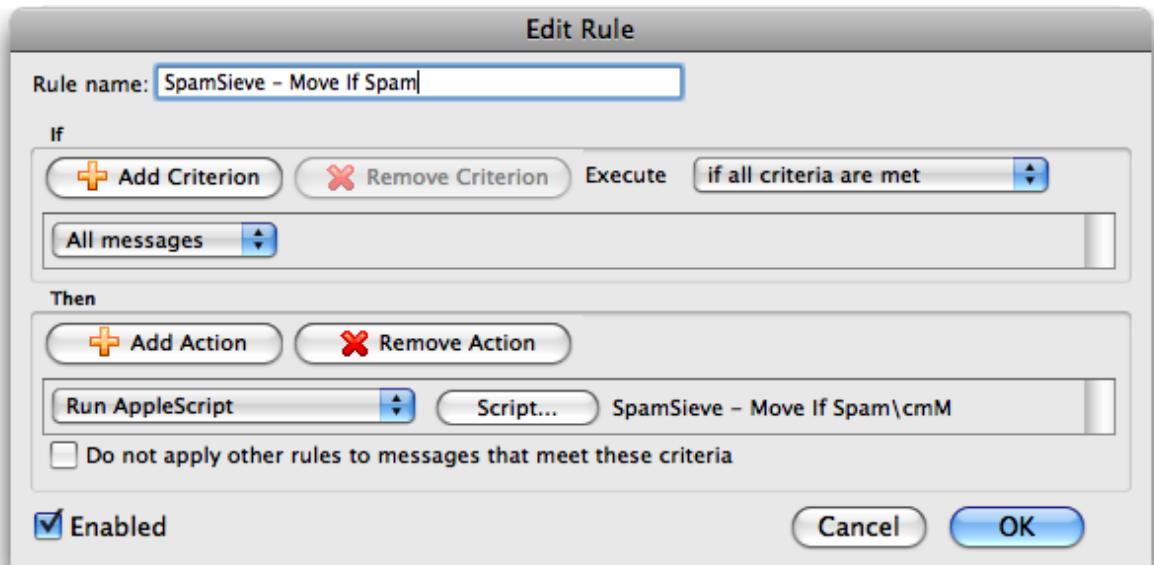 Edit Rule
Rule name: SpamSieve – Move If Spam
If
Add Criterion Remove Criterion Execute if all criteria are met
All messages
Then
Add Action Remove Action
Run AppleScript Script... SpamSieve – Move If Spam\cmM
Do not apply other rules to messages that meet these criteria
Enabled Cancel OK